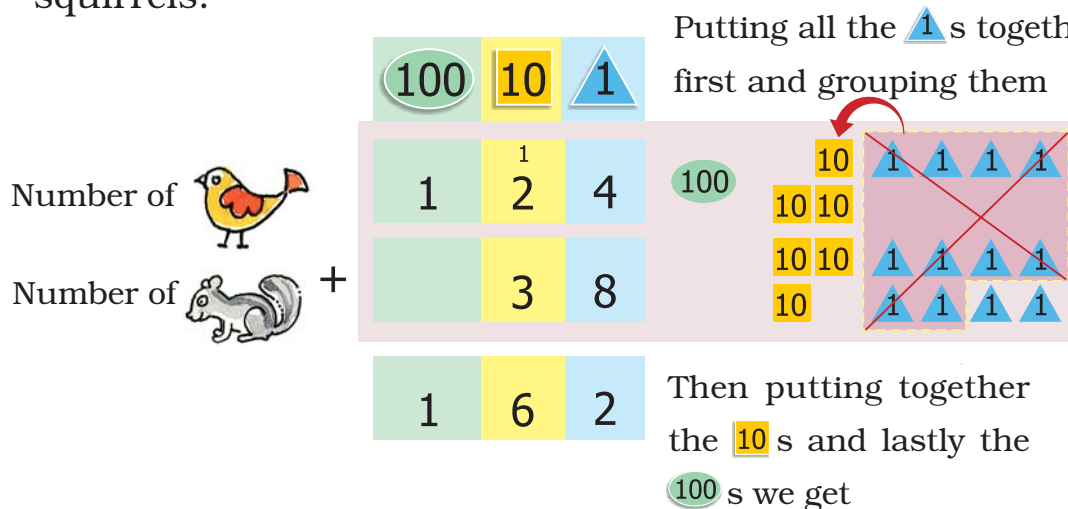 squirrels.
Putting all the 1 s togeth
first and grouping them
100 10 1
1
Number of 1 2 4
Number of + 3 8
100
10 1 1 1 1
10 10
10 10 1 1 1 1
10 1 1 1 1
1 6 2
Then putting together
the 10 s and lastly the
100 s we get